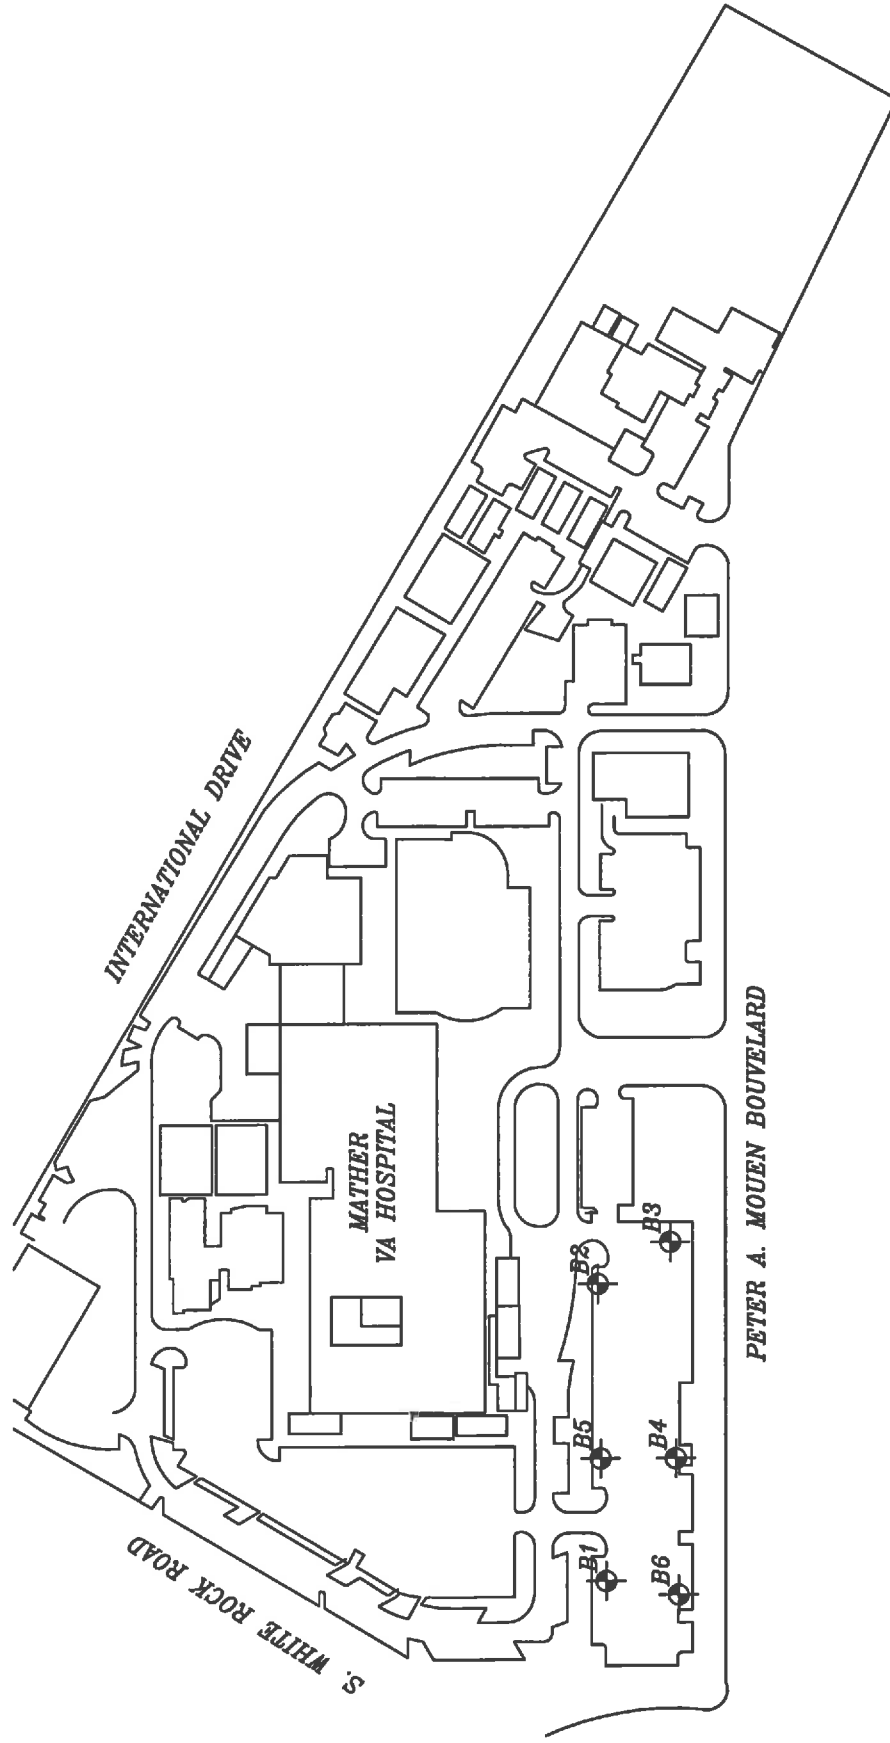 INTERNATIONAL DRIVE
MATHER
VA HOSPITAL
S. WHITE ROCK ROAD
PETER A. MOUEN BOUVELARD
B1
B2
B3
B4
B5
B6